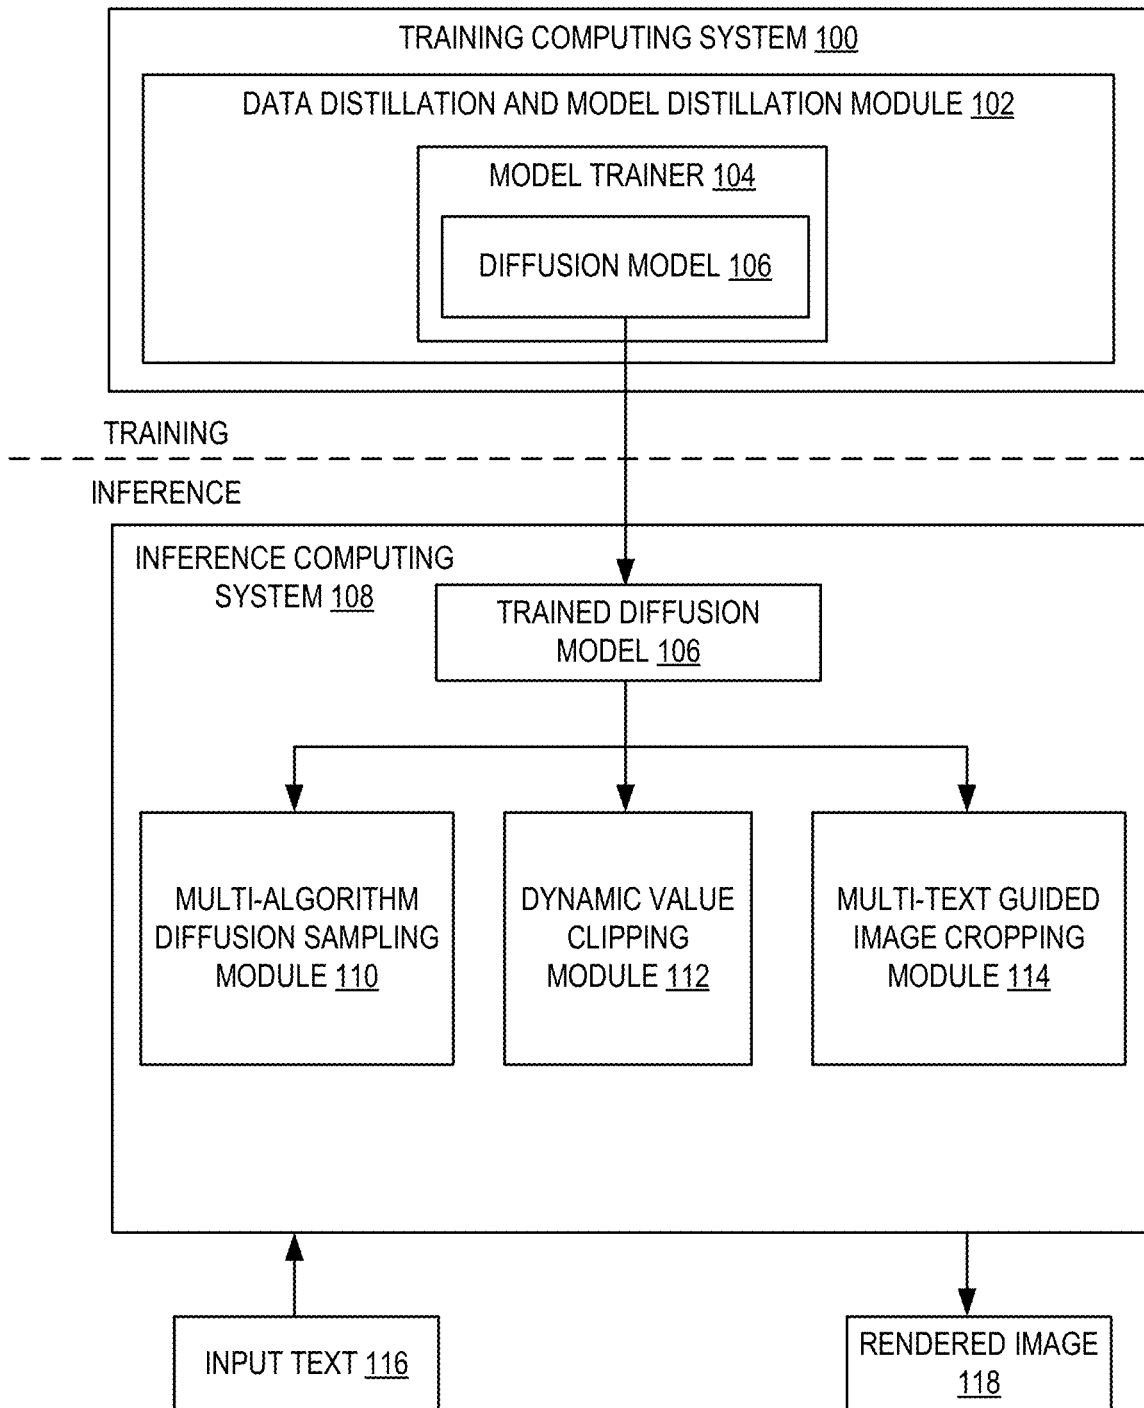 TRAINING COMPUTING SYSTEM 100
DATA DISTILLATION AND MODEL DISTILLATION MODULE 102
MODEL TRAINER 104
DIFFUSION MODEL 106
TRAINING
INFERENCE
INFERENCE COMPUTING
SYSTEM 108
TRAINED DIFFUSION
MODEL 106
MULTI-ALGORITHM
DIFFUSION SAMPLING
MODULE 110
DYNAMIC VALUE
CLIPPING
MODULE 112
MULTI-TEXT GUIDED
IMAGE CROPPING
MODULE 114
INPUT TEXT 116
RENDERED IMAGE
118